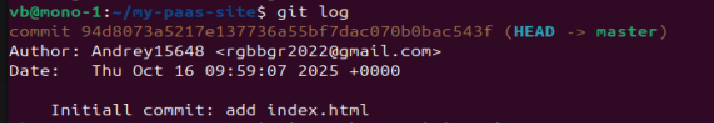 vb@mono-1:~/my-paas-site$ git log
commit 94d8073a5217e137736a55bf7dac070b0bac543f (HEAD -> master)
Author: Andrey15648 <rgbbgr2022@gmail.com>
Date:   Thu Oct 16 09:59:07 2025 +0000

    Initiall commit: add index.html